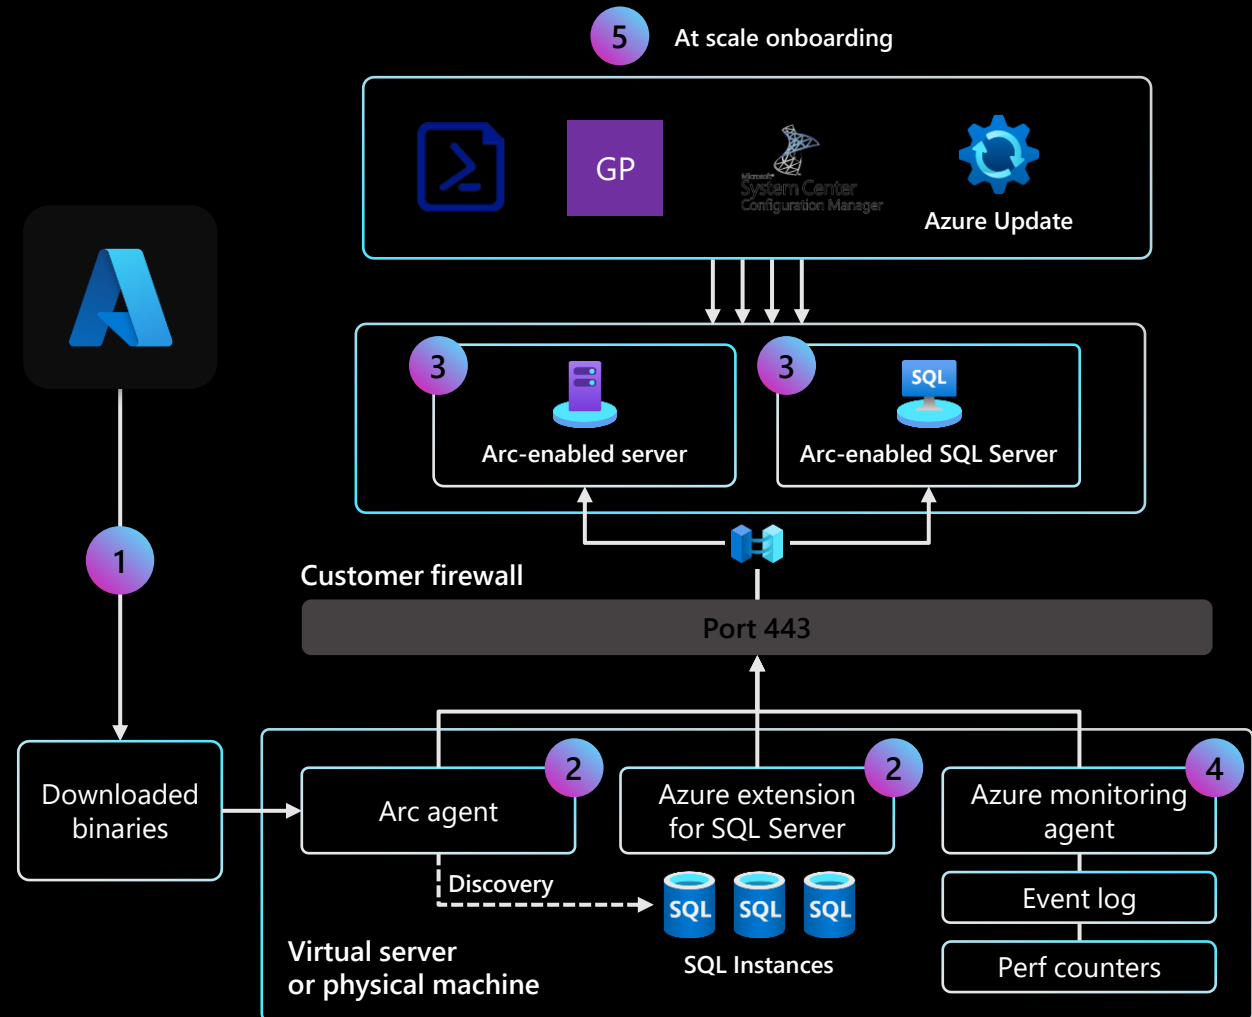 5
At scale onboarding
GP
Microsoft®
System Center
Configuration Manager
Azure Update
3
3
SQL
Arc-enabled server
Arc-enabled SQL Server
1
Customer firewall
Port 443
2
2
4
Downloaded
binaries
Arc agent
Azure extension
for SQL Server
Azure monitoring
agent
Discovery
SQL
SQL
SQL
Event log
Virtual server
or physical machine
SQL Instances
Perf counters